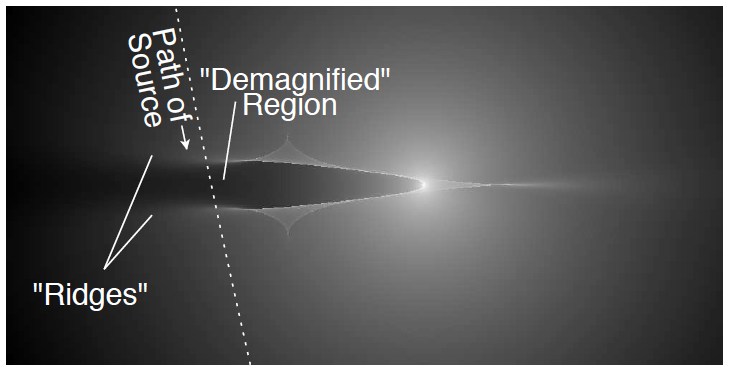 Path of
Source
"Demagnified"
Region
"Ridges"